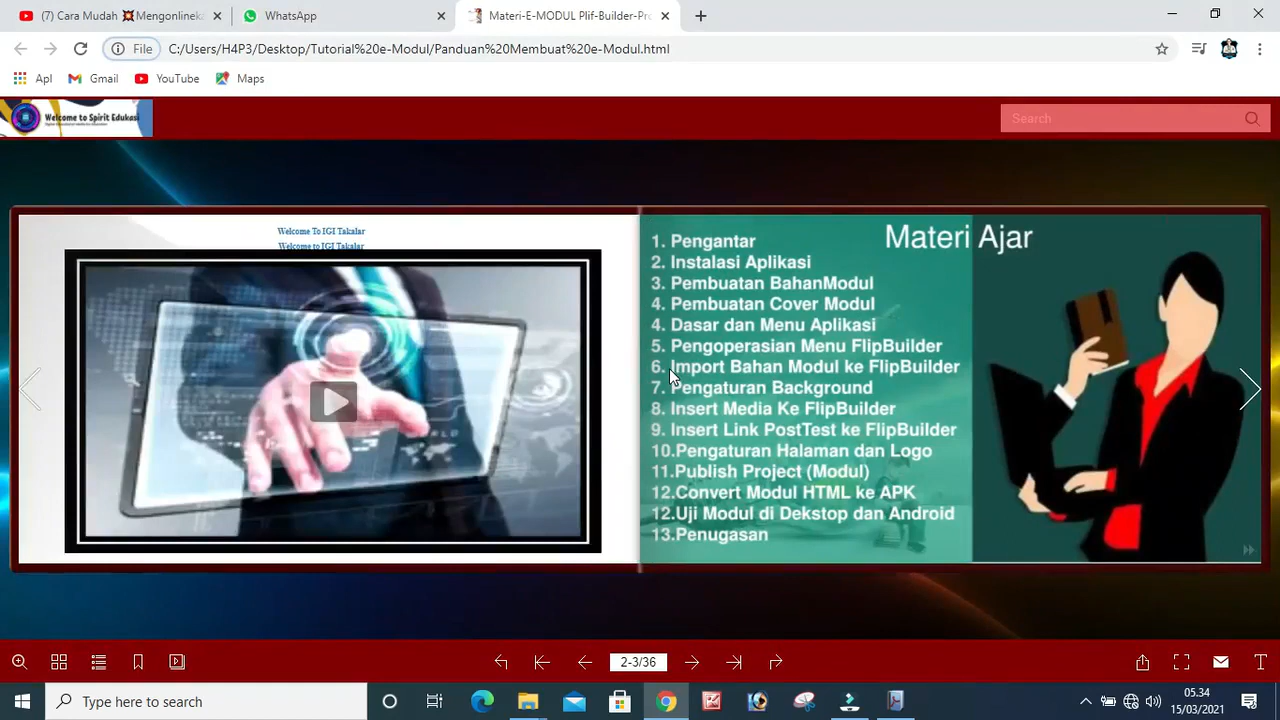 (7) Cara Mudah 💥Mengonlineka
WhatsApp
Materi-E-MODUL Plif-Builder-Pro
File
C:/Users/H4P3/Desktop/Tutorial%20e-Modul/Panduan%20Membuat%20e-Modul.html
Apl
Gmail
YouTube
Maps
Welcome to Spirit Edukasi
Search
Welcome To IGI Takalar
Welcome to IGI Takalar
Materi Ajar
1. Pengantar
2. Instalasi Aplikasi
3. Pembuatan BahanModul
4. Pembuatan Cover Modul
4. Dasar dan Menu Aplikasi
5. Pengoperasian Menu FlipBuilder
6. Import Bahan Modul ke FlipBuilder
7. Pengaturan Background
8. Insert Media Ke FlipBuilder
9. Insert Link PostTest ke FlipBuilder
10.Pengaturan Halaman dan Logo
11.Publish Project (Modul)
12.Convert Modul HTML ke APK
12.Uji Modul di Dekstop dan Android
13.Penugasan
2-3/36
Type here to search
05.34
15/03/2021